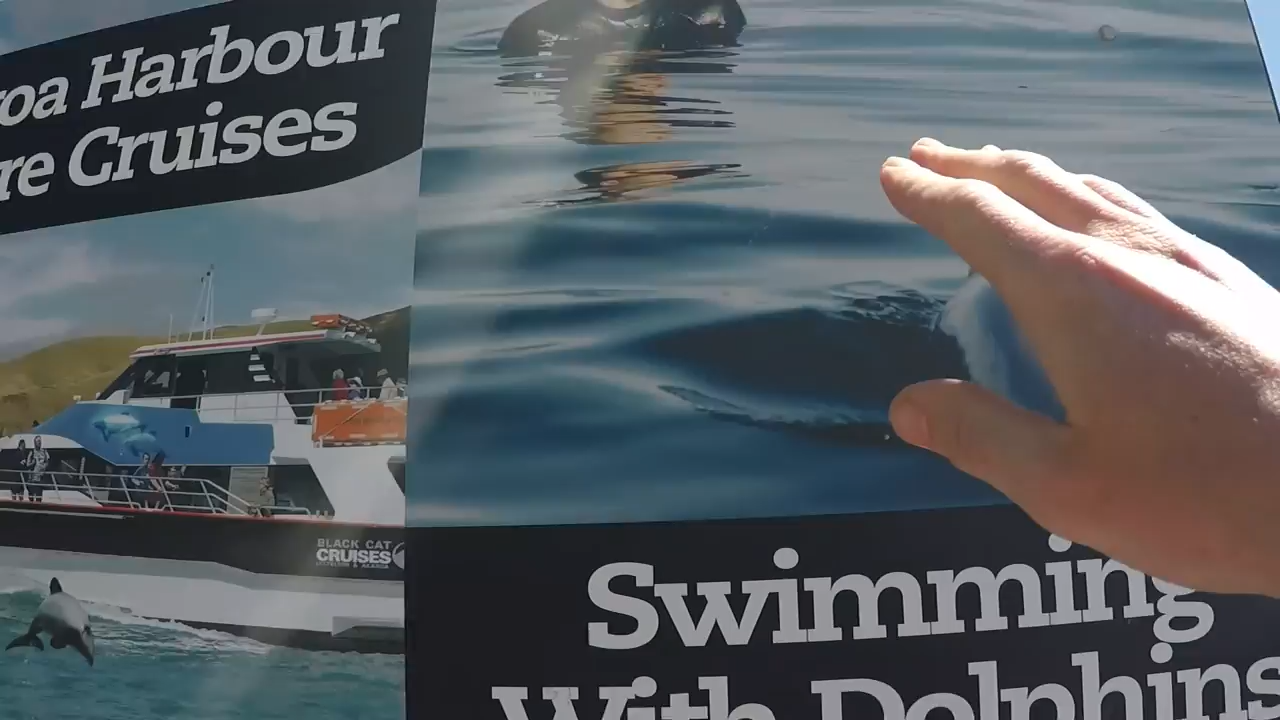 oa Harbour
re Cruises
BLACK CAT
CRUISES
Swimming
With Dolphins